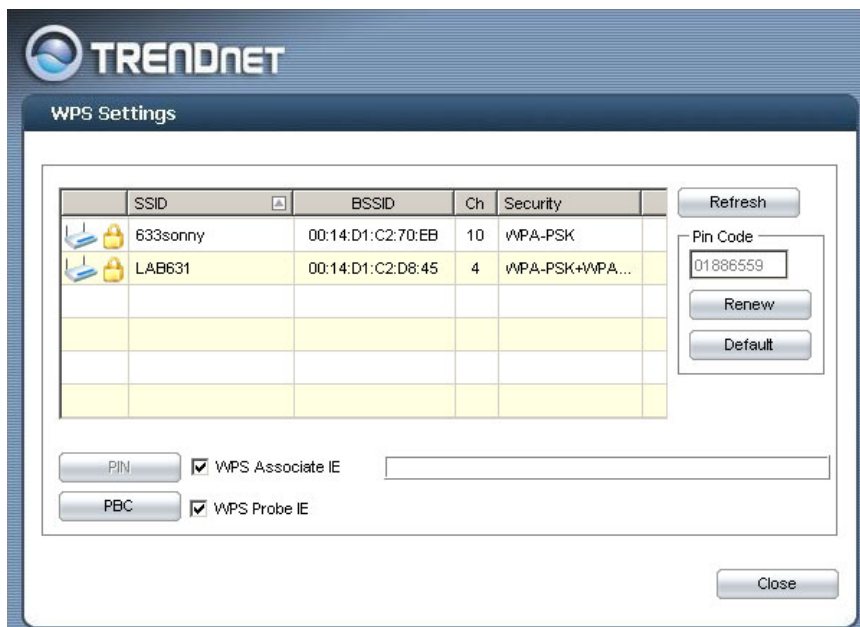 TRENDNET
WPS Settings
SSID BSSID Ch Security
633sonny 00:14:D1:C2:70:EB 10 WPA-PSK
LAB631 00:14:D1:C2:D8:45 4 WPA-PSK+WPA...
Refresh
Pin Code
01886559
Renew
Default
PIN WPS Associate IE
PBC WPS Probe IE
Close